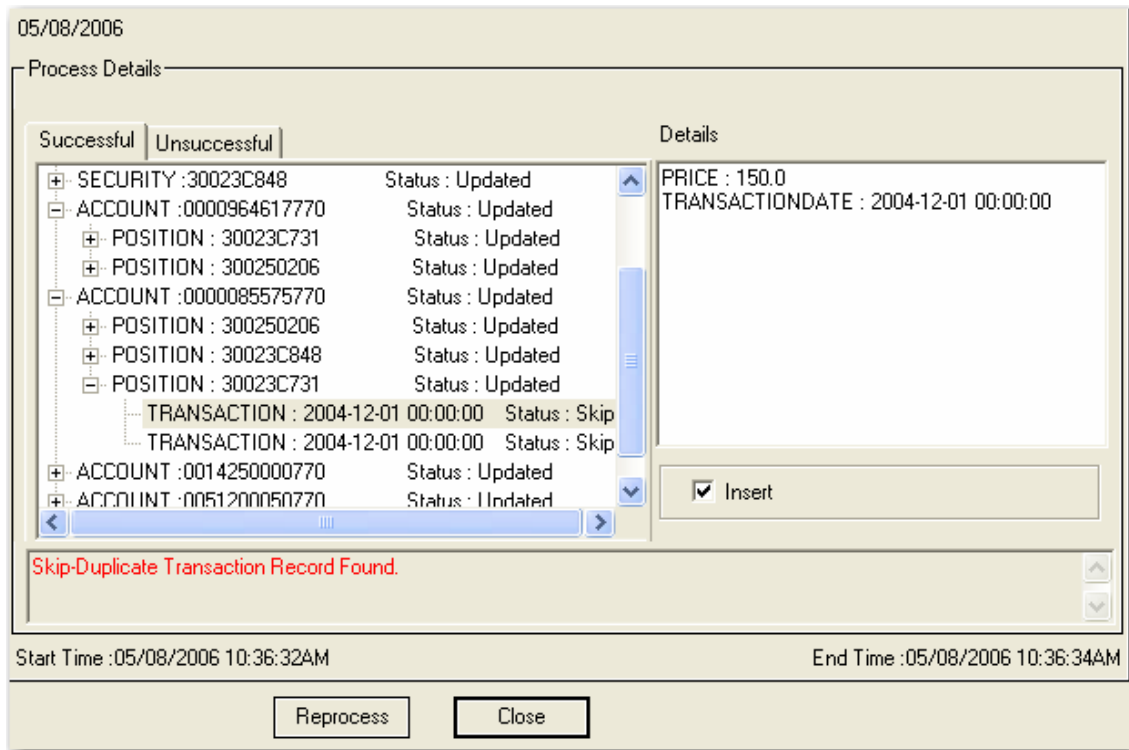 05/08/2006
Process Details
Successful Unsuccessful
Details
SECURITY :30023C848 Status : Updated
ACCOUNT :0000964617770 Status : Updated
POSITION : 30023C731 Status : Updated
POSITION : 300250206 Status : Updated
ACCOUNT :0000085575770 Status : Updated
POSITION : 300250206 Status : Updated
POSITION : 30023C848 Status : Updated
POSITION : 30023C731 Status : Updated
TRANSACTION : 2004-12-01 00:00:00 Status : Skip
TRANSACTION : 2004-12-01 00:00:00 Status : Skip
ACCOUNT :0014250000770 Status : Updated
ACCOUNT :0051200050770 Status : Updated
PRICE : 150.0
TRANSACTIONDATE : 2004-12-01 00:00:00
Insert
Skip-Duplicate Transaction Record Found.
Start Time :05/08/2006 10:36:32AM
End Time :05/08/2006 10:36:34AM
Reprocess
Close